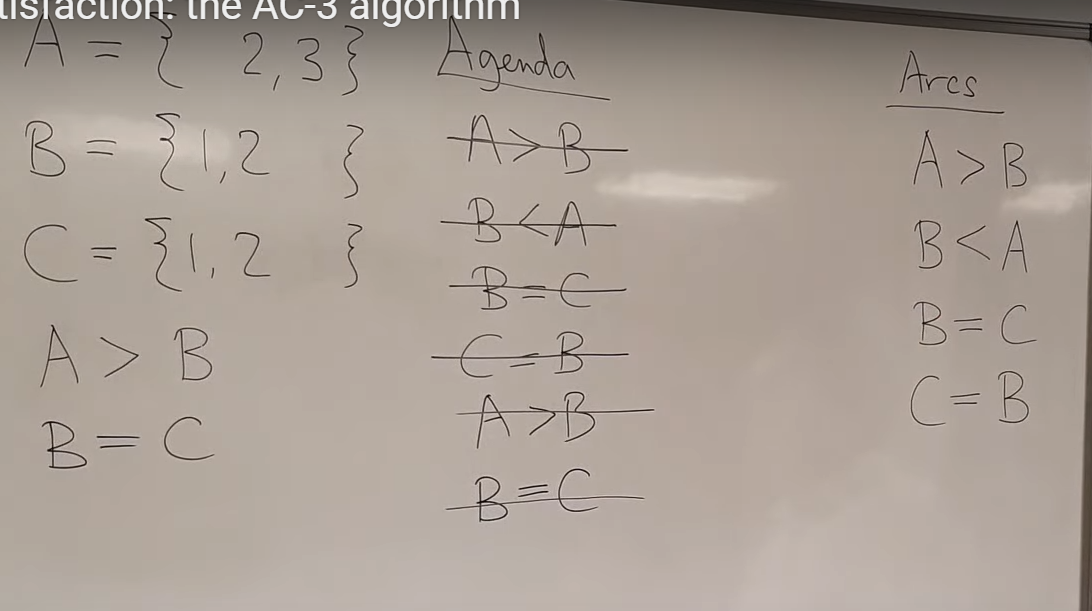 tisfaction: the AC-3 algorithm
A = { 2, 3 }
B = { 1, 2 }
C = { 1, 2 }
A > B
B = C
Agenda
A > B
B < A
B = C
C = B
A > B
B = C
Arcs
A > B
B < A
B = C
C = B